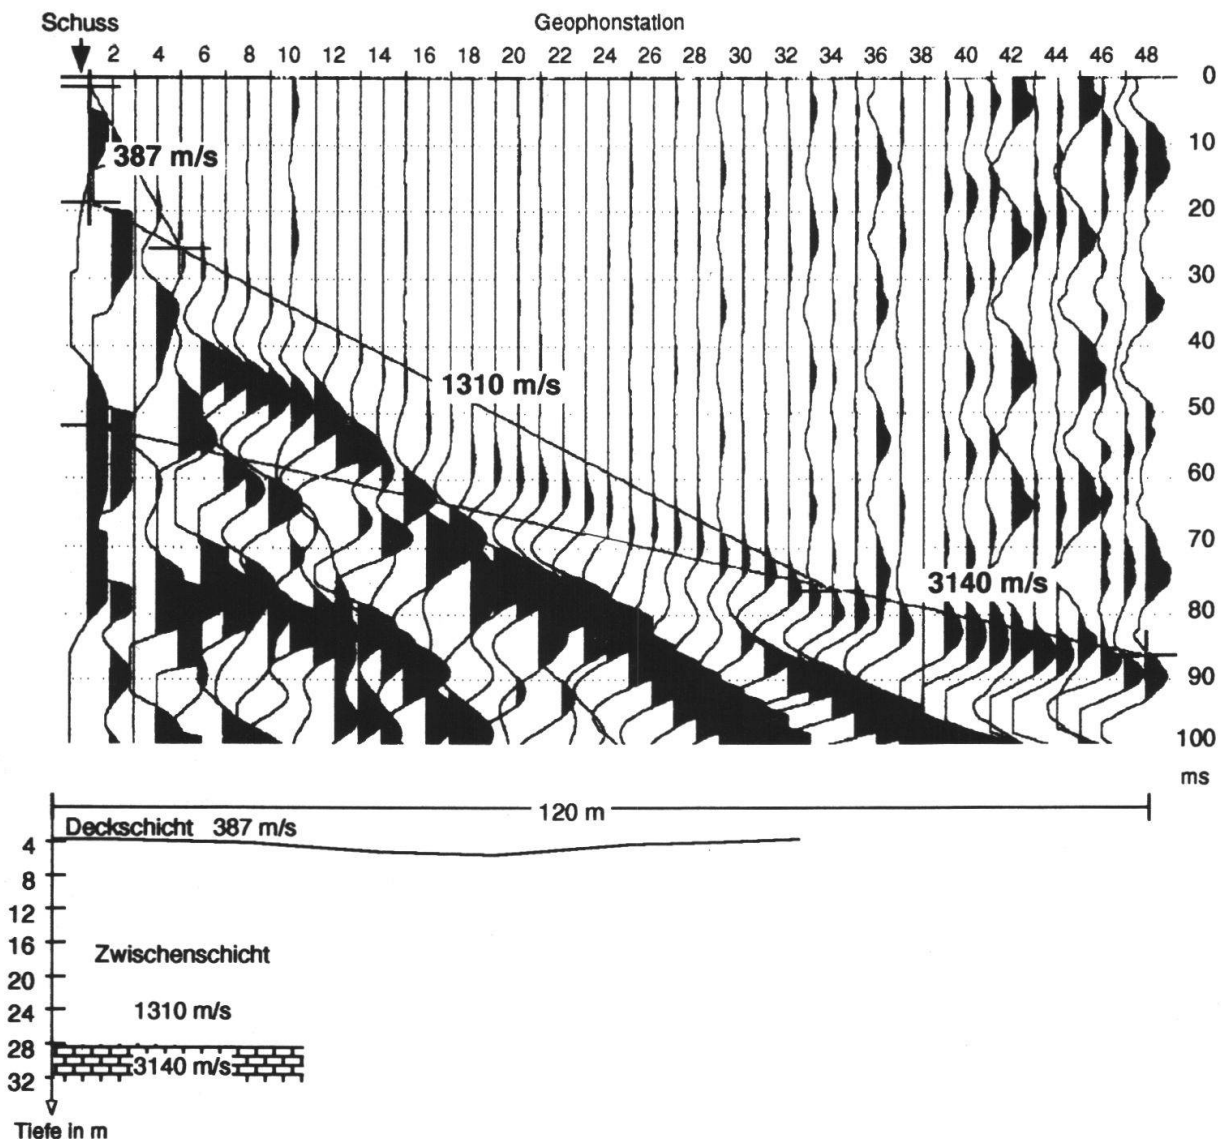 Schuss
Geophonstation
2 4 6 8 10 12 14 16 18 20 22 24 26 28 30 32 34 36 38 40 42 44 46 48
0
10
387 m/s
20
30
40
1310 m/s
50
60
70
3140 m/s
80
90
100
ms
120 m
Deckschicht 387 m/s
4
8
12
16
Zwischenschicht
20
24
1310 m/s
28
3140 m/s
32
Tiefe in m